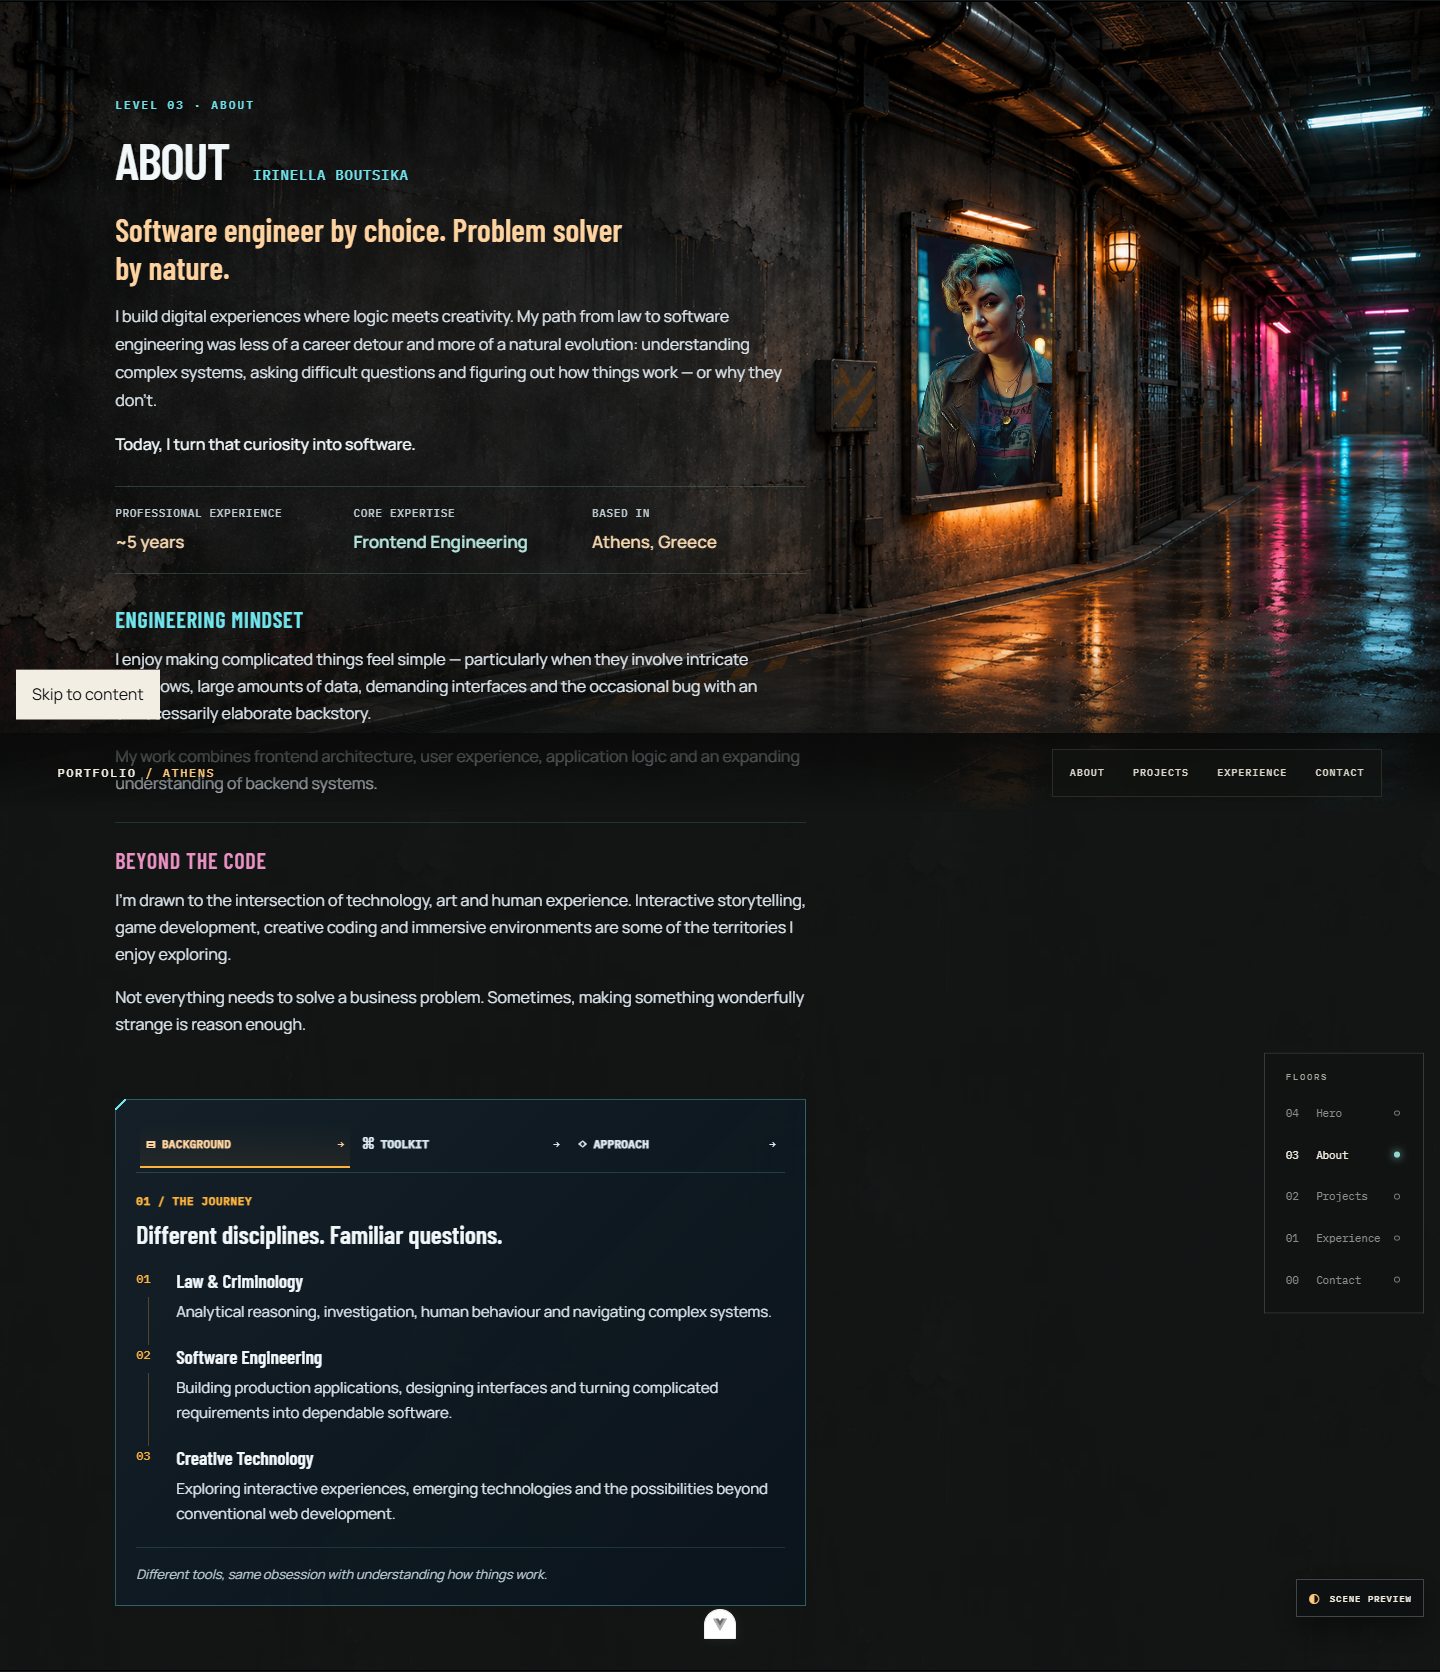 LEVEL 03 · ABOUT
ABOUT IRINELLA BOUTSIKA
Software engineer by choice. Problem solver
by nature.
I build digital experiences where logic meets creativity. My path from law to software
engineering was less of a career detour and more of a natural evolution: understanding
complex systems, asking difficult questions and figuring out how things work — or why they
don't.
Today, I turn that curiosity into software.
PROFESSIONAL EXPERIENCE
~5 years
CORE EXPERTISE
Frontend Engineering
BASED IN
Athens, Greece
ENGINEERING MINDSET
I enjoy making complicated things feel simple — particularly when they involve intricate
large amounts of data, demanding interfaces and the occasional bug with an
elaborate backstory.
Skip to content
My work combines frontend architecture, user experience, application logic and an expanding
understanding of backend systems.
PORTFOLIO / ATHENS
ABOUT PROJECTS EXPERIENCE CONTACT
BEYOND THE CODE
I'm drawn to the intersection of technology, art and human experience. Interactive storytelling,
game development, creative coding and immersive environments are some of the territories I
enjoy exploring.
Not everything needs to solve a business problem. Sometimes, making something wonderfully
strange is reason enough.
BACKGROUND → ⌘ TOOLKIT → ◇ APPROACH →
01 / THE JOURNEY
Different disciplines. Familiar questions.
01 Law & Criminology
Analytical reasoning, investigation, human behaviour and navigating complex systems.
02 Software Engineering
Building production applications, designing interfaces and turning complicated
requirements into dependable software.
03 Creative Technology
Exploring interactive experiences, emerging technologies and the possibilities beyond
conventional web development.
Different tools, same obsession with understanding how things work.
FLOORS
04 Hero
03 About
02 Projects
01 Experience
00 Contact
SCENE PREVIEW